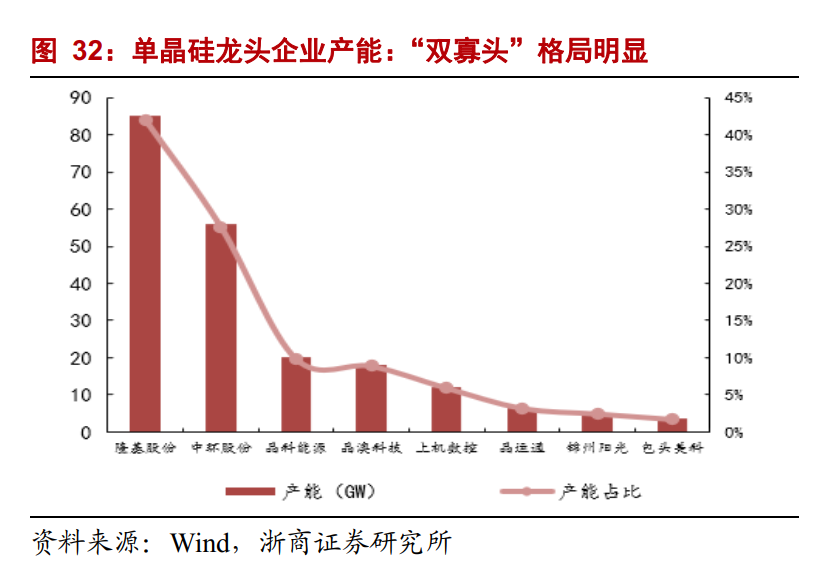 图 32：单晶硅龙头企业产能：“双寡头”格局明显
90 45%
80 40%
70 35%
60 30%
50 25%
40 20%
30 15%
20 10%
10 5%
0 0%
隆基股份 中环股份 晶科能源 晶澳科技 上机数控 晶运通 锦州阳光 包头美科
产能（GW） 产能占比
资料来源：Wind，浙商证券研究所